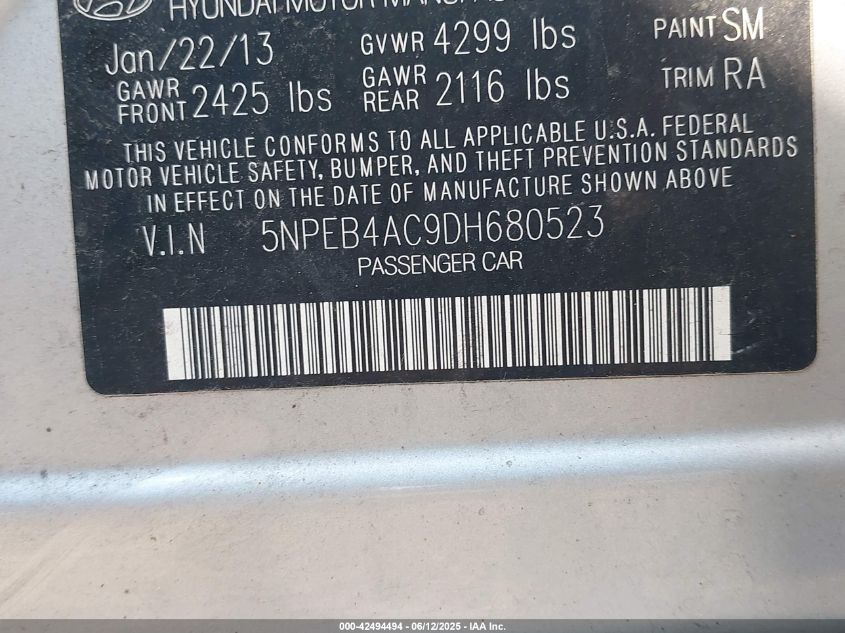 HYUNDAI MOTOR
Jan/22/13 GVWR 4299 lbs PAINT SM
GAWR FRONT 2425 lbs GAWR REAR 2116 lbs TRIM RA
THIS VEHICLE CONFORMS TO ALL APPLICABLE U.S.A. FEDERAL
MOTOR VEHICLE SAFETY, BUMPER, AND THEFT PREVENTION STANDARDS
IN EFFECT ON THE DATE OF MANUFACTURE SHOWN ABOVE
V.I.N 5NPEB4AC9DH680523
PASSENGER CAR
000-42494494 - 06/12/2025 - IAA Inc.